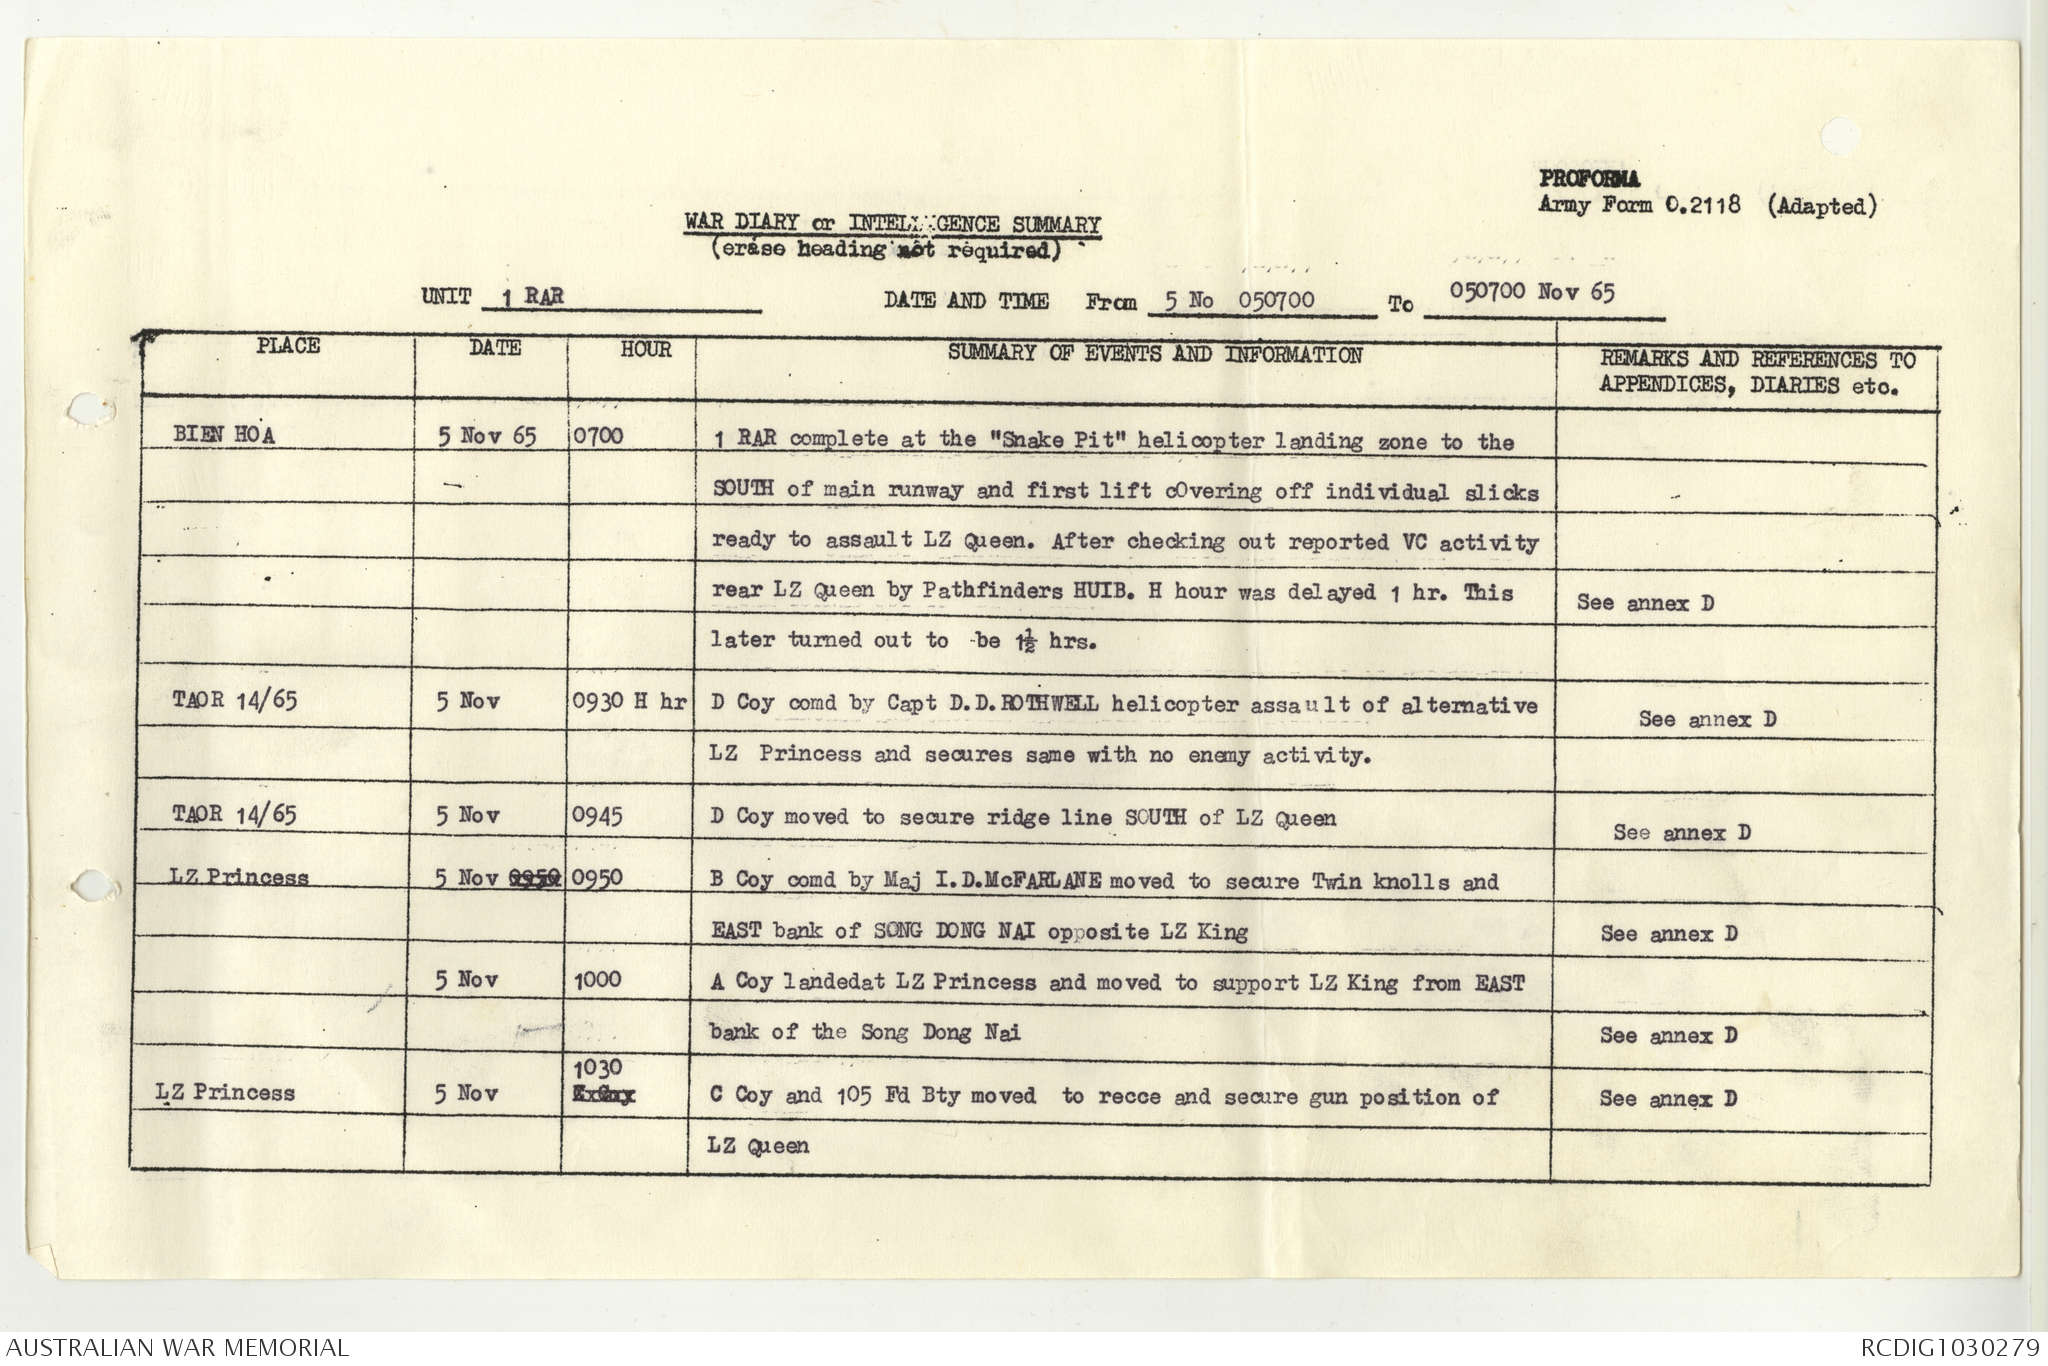 PROFORMA
Army Form O.2118 (Adapted)
WAR DIARY or INTELLIGENCE SUMMARY
(erase heading not required)
UNIT 1 RAR
DATE AND TIME From 5 No 050700 To 050700 Nov 65
PLACE DATE HOUR SUMMARY OF EVENTS AND INFORMATION REMARKS AND REFERENCES TO
APPENDICES, DIARIES etc.
BIEN HOA 5 Nov 65 0700 1 RAR complete at the "Snake Pit" helicopter landing zone to the
SOUTH of main runway and first lift cOvering off individual slicks
ready to assault LZ Queen. After checking out reported VC activity
rear LZ Queen by Pathfinders HUIB. H hour was delayed 1 hr. This See annex D
later turned out to be 1½ hrs.
TAOR 14/65 5 Nov 0930 H hr D Coy comd by Capt D.D.ROTHWELL helicopter assault of alternative See annex D
LZ Princess and secures same with no enemy activity.
TAOR 14/65 5 Nov 0945 D Coy moved to secure ridge line SOUTH of LZ Queen See annex D
LZ Princess 5 Nov 0950 0950 B Coy comd by Maj I.D.McFARLANE moved to secure Twin knolls and
EAST bank of SONG DONG NAI opposite LZ King See annex D
5 Nov 1000 A Coy landedat LZ Princess and moved to support LZ King from EAST
bank of the Song Dong Nai See annex D
1030
LZ Princess 5 Nov C Coy and 105 Fd Bty moved to recce and secure gun position of See annex D
LZ Queen
AUSTRALIAN WAR MEMORIAL RCDIG1030279